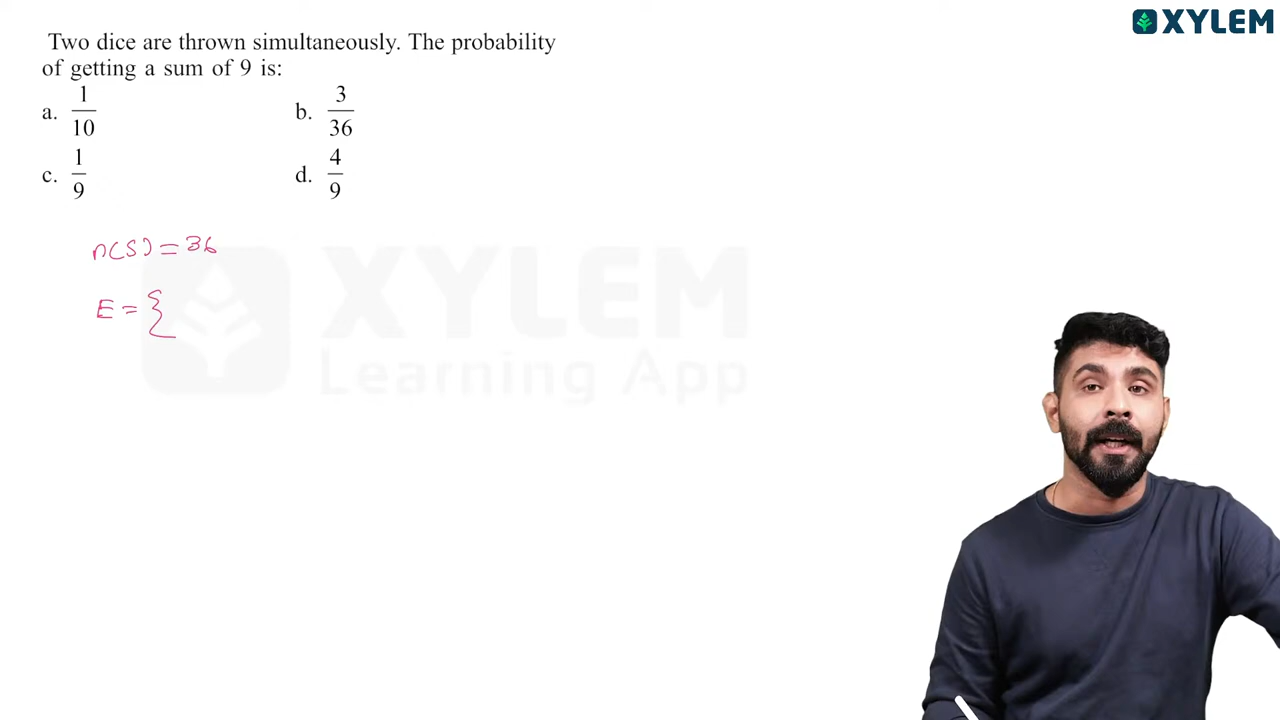 XYLEM
Two dice are thrown simultaneously. The probability
of getting a sum of 9 is:
a. 1/10 b. 3/36
c. 1/9 d. 4/9
n(S) = 36
E = {
XYLEM
Learning App